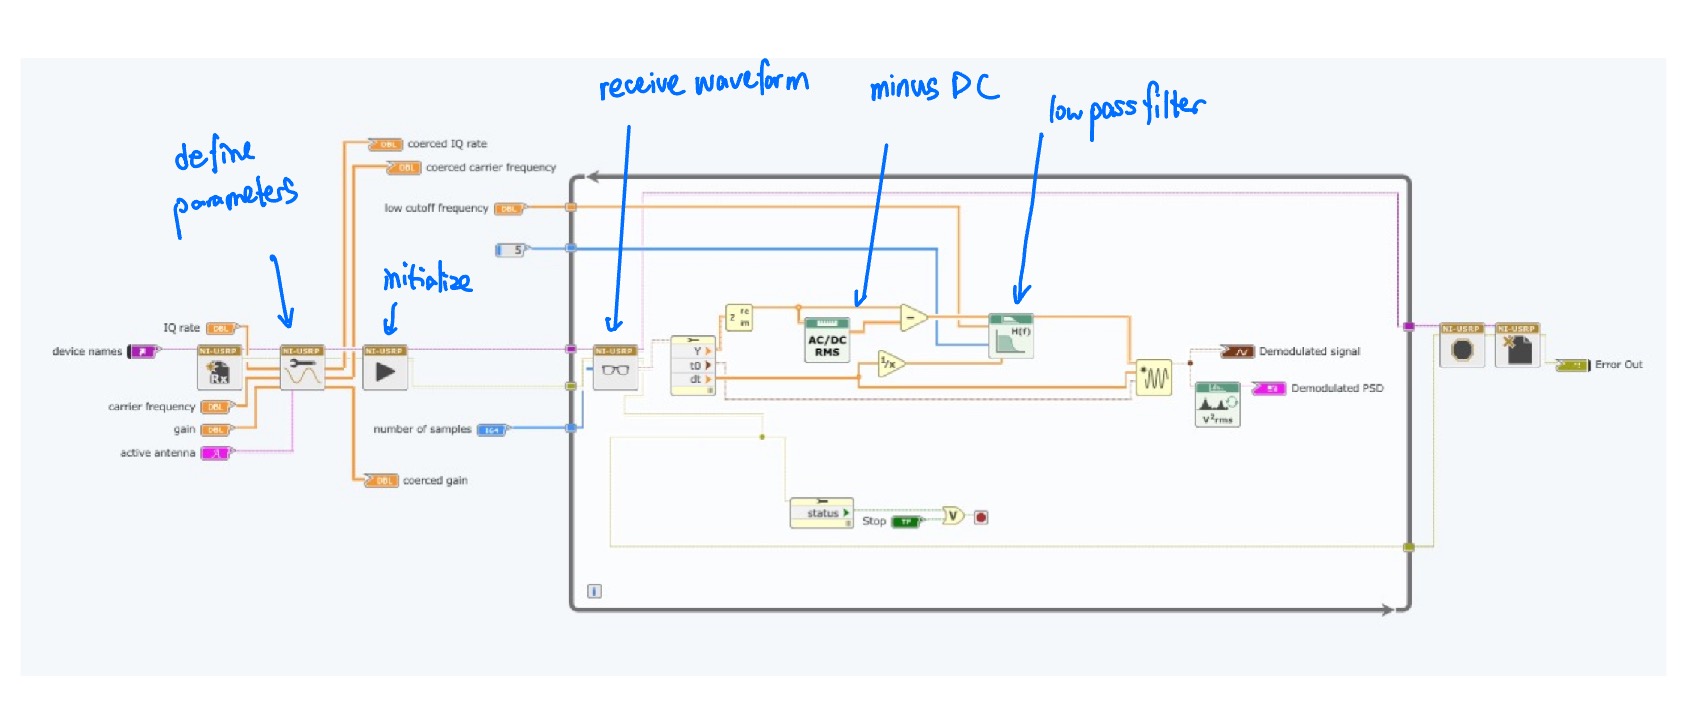 receive waveform
minus DC
low pass filter
define
parameters
initialize
DBL coerced IQ rate
DBL coerced carrier frequency
low cutoff frequency DBL
5
IQ rate DBL
device names
NI-USRP
Rx
NI-USRP
NI-USRP
carrier frequency DBL
gain DBL
active antenna
number of samples I64
DBL coerced gain
NI-USRP
Y
t0
dt
z re
im
AC/DC
RMS
−
1/x
H(f)
Demodulated signal
Demodulated PSD
V²rms
status
Stop TF
V
i
NI-USRP
NI-USRP
Error Out